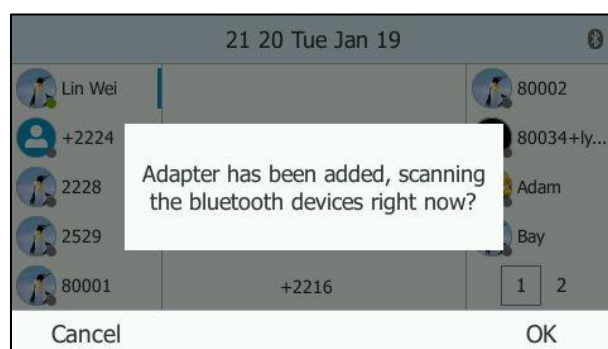 21 20 Tue Jan 19
Lin Wei
80002
+2224
80034+ly...
Adapter has been added, scanning
the bluetooth devices right now?
2228
Adam
2529
Bay
80001
+2216
1 2
Cancel
OK